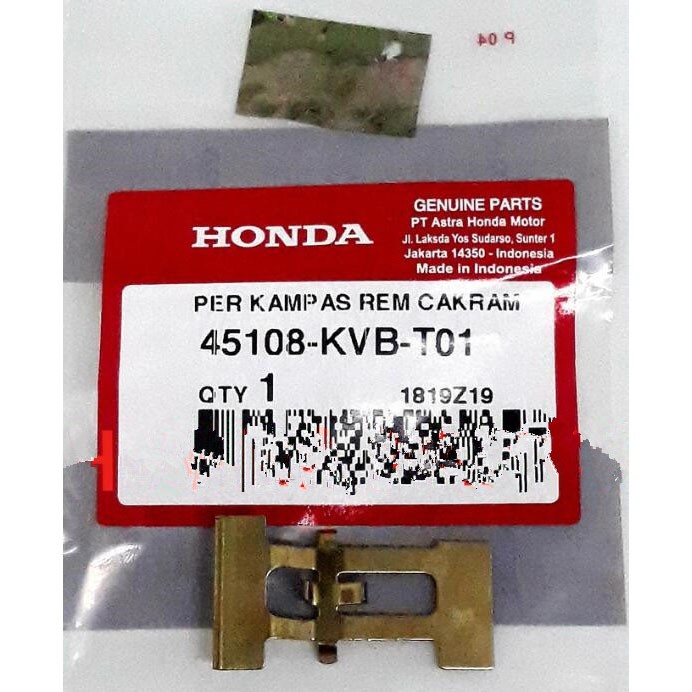 P 04
HONDA
GENUINE PARTS
PT Astra Honda Motor
Jl. Laksda Yos Sudarso, Sunter 1
Jakarta 14350 - Indonesia
Made in Indonesia
PER KAMPAS REM CAKRAM
45108-KVB-T01
QTY 1
1819Z19